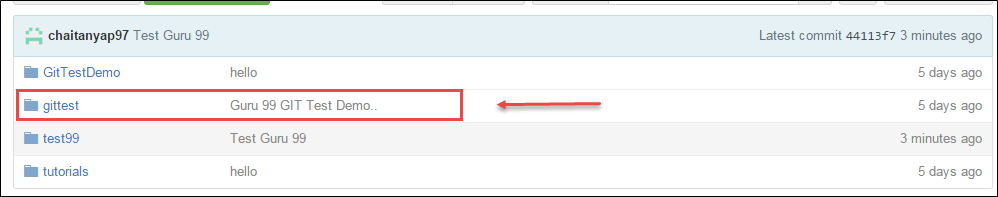 chaitanyap97 Test Guru 99 Latest commit 44113f7 3 minutes ago
GitTestDemo hello 5 days ago
gittest Guru 99 GIT Test Demo.. 5 days ago
test99 Test Guru 99 3 minutes ago
tutorials hello 5 days ago